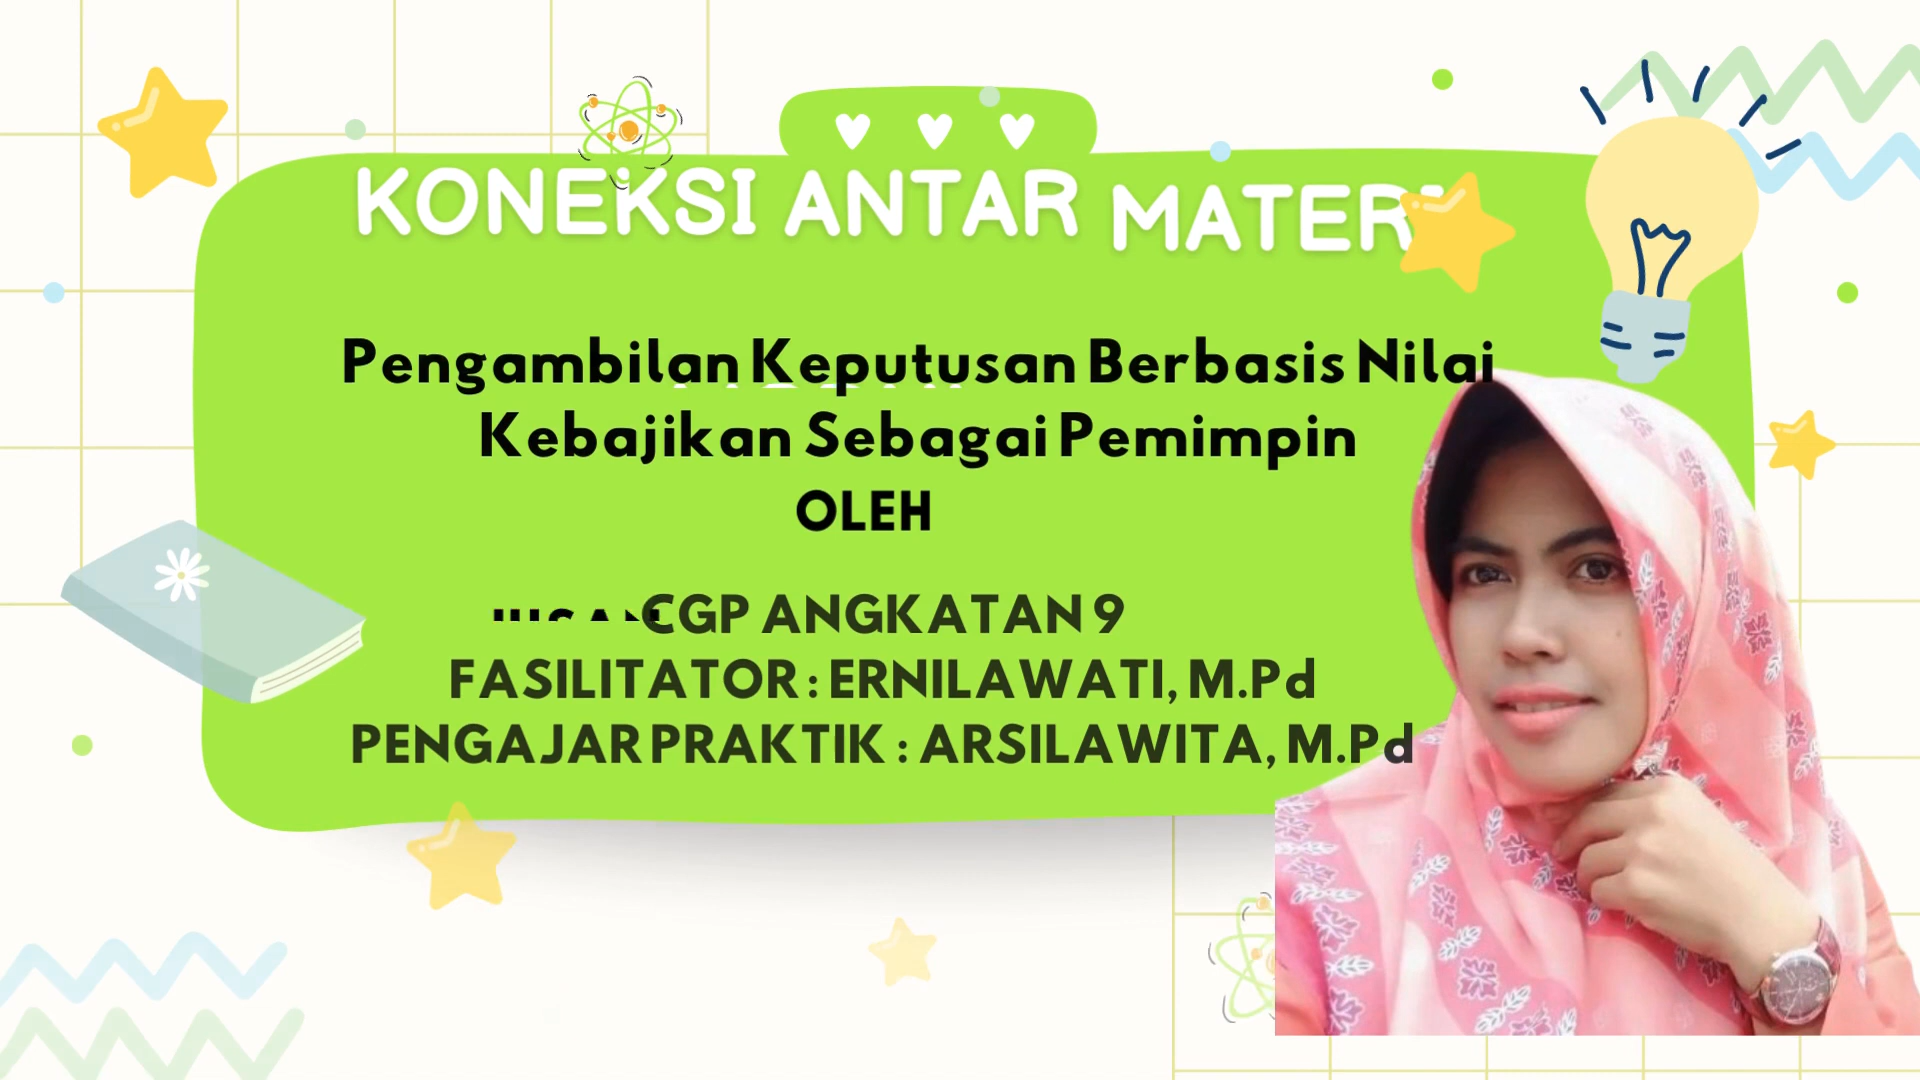 KONEKSI ANTAR MATERI
Pengambilan Keputusan Berbasis Nilai
Kebajikan Sebagai Pemimpin
OLEH
CGP ANGKATAN 9
FASILITATOR : ERNILAWATI, M.Pd
PENGAJAR PRAKTIK : ARSILAWITA, M.Pd